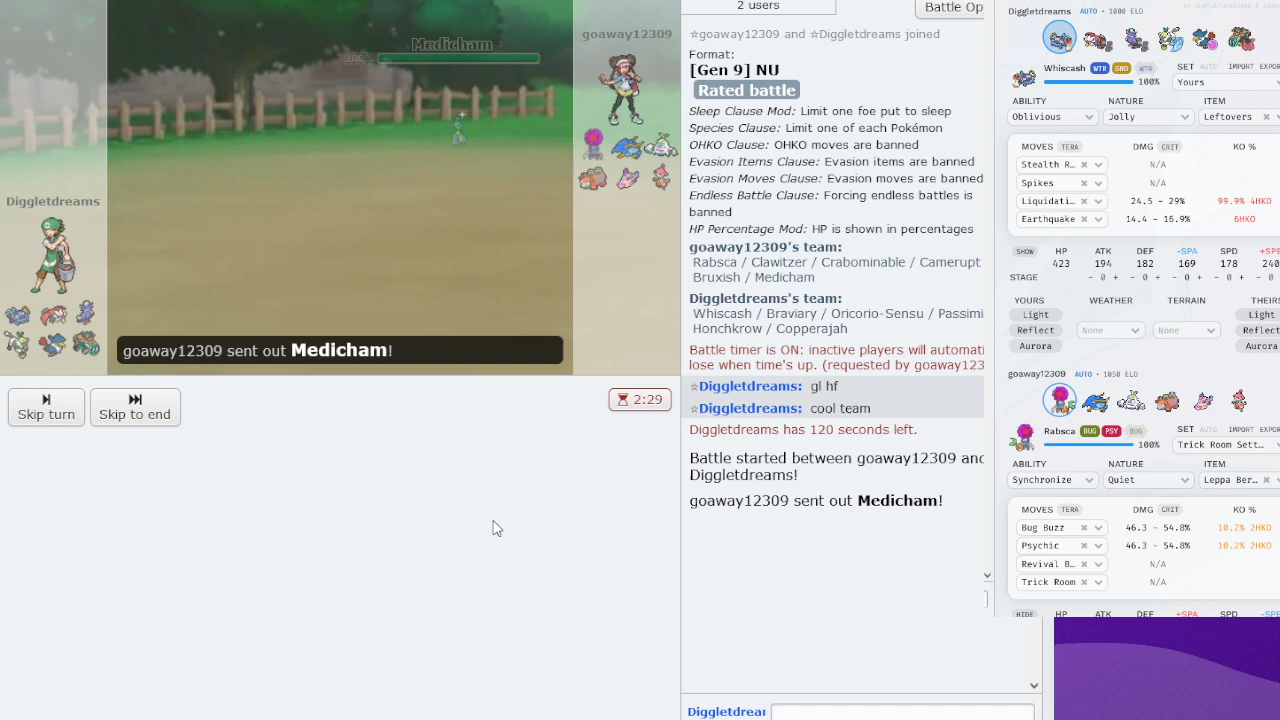 2 users
Battle Op
☆goaway12309 and ☆Diggletdreams joined
Format:
[Gen 9] NU
Rated battle
Sleep Clause Mod: Limit one foe put to sleep
Species Clause: Limit one of each Pokémon
OHKO Clause: OHKO moves are banned
Evasion Items Clause: Evasion items are banned
Evasion Moves Clause: Evasion moves are banned
Endless Battle Clause: Forcing endless battles is
banned
HP Percentage Mod: HP is shown in percentages
goaway12309's team:
Rabsca / Clawitzer / Crabominable / Camerupt
Bruxish / Medicham
Diggletdreams's team:
Whiscash / Braviary / Oricorio-Sensu / Passimi
Honchkrow / Copperajah
Battle timer is ON: inactive players will automati
lose when time's up. (requested by goaway123
☆Diggletdreams: gl hf
☆Diggletdreams: cool team
Diggletdreams has 120 seconds left.
Battle started between goaway12309 and
Diggletdreams!
goaway12309 sent out Medicham!
Diggletdrear
Medicham
100%
goaway12309
Diggletdreams
goaway12309 sent out Medicham!
Skip turn
Skip to end
2:29
Diggletdreams AUTO • 1000 ELO
Whiscash WTR GND WTR
100%
SET AUTO IMPORT EXPOR
Yours
ABILITY NATURE ITEM
Oblivious Jolly Leftovers
MOVES TERA DMG CRIT KO %
Stealth R… N/A
Spikes N/A
Liquidati… 24.5 - 29% 99.9% 4HKO
Earthquake 14.4 - 16.9% 6HKO
SHOW HP ATK DEF -SPA SPD +SPE
423 194 182 169 178 240
STAGE - 0 + - 0 + - 0 + - 0 + - 0
YOURS WEATHER TERRAIN THEIRS
Light None None Light
Reflect Reflect
Aurora Aurora
goaway12309 AUTO • 1050 ELO
Rabsca BUG PSY BUG
100%
SET AUTO IMPORT EXPOR
Trick Room Sett…
ABILITY NATURE ITEM
Synchronize Quiet Leppa Ber…
MOVES TERA DMG CRIT KO %
Bug Buzz 46.3 - 54.8% 10.2% 2HKO
Psychic 46.3 - 54.8% 10.2% 2HKO
Revival B… N/A
Trick Room N/A
HIDE HP ATK DEF +SPA SPD -SPE